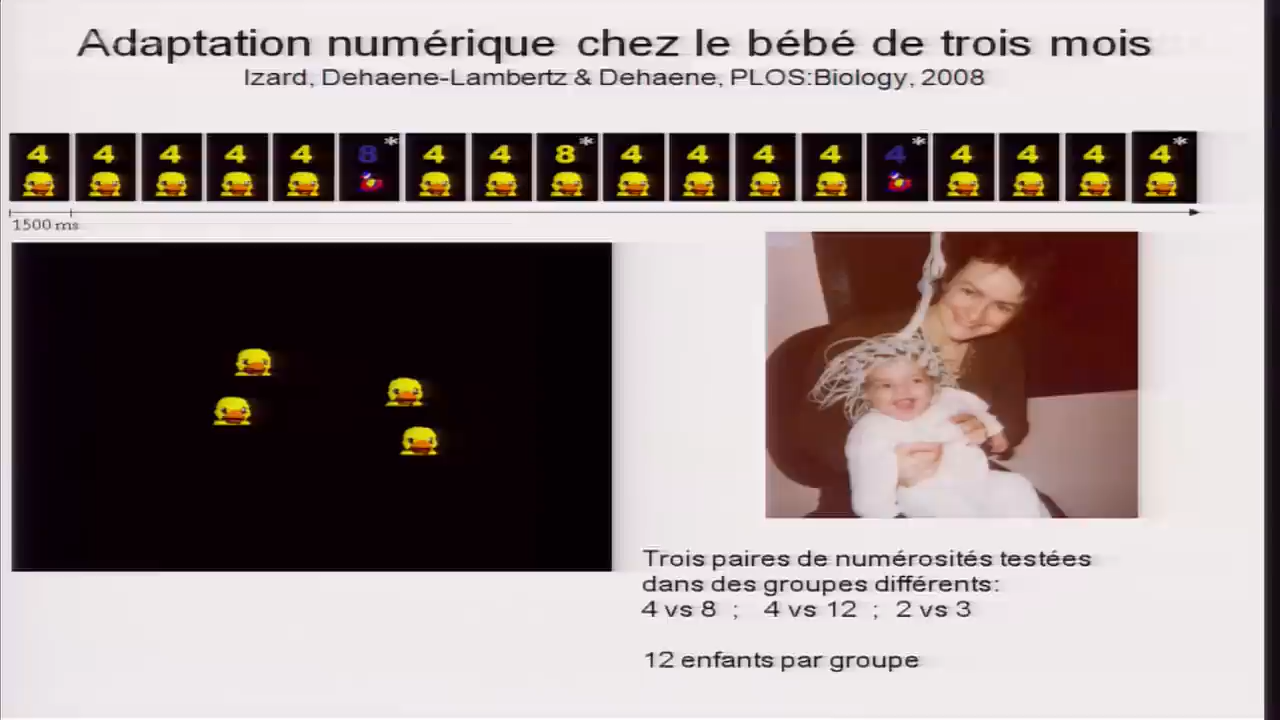 Adaptation numérique chez le bébé de trois mois
Izard, Dehaene-Lambertz & Dehaene, PLOS:Biology, 2008
4 4 4 4 4 8* 4 4 8* 4 4 4 4 4* 4 4 4 4*
1500 ms
Trois paires de numérosités testées
dans des groupes différents:
4 vs 8 ; 4 vs 12 ; 2 vs 3
12 enfants par groupe